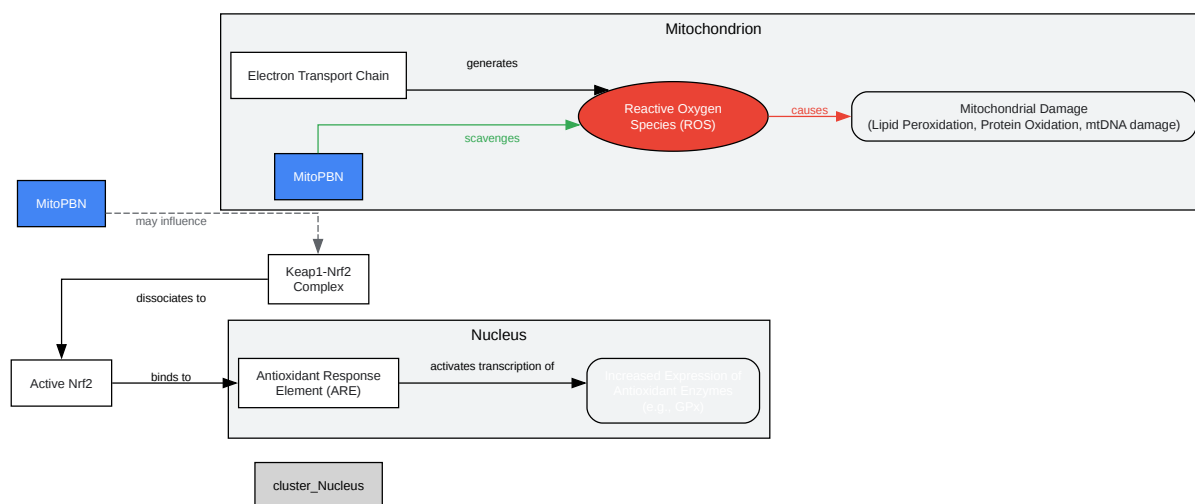 Mitochondrion
Electron Transport Chain
generates
Reactive Oxygen
Species (ROS)
causes
Mitochondrial Damage
(Lipid Peroxidation, Protein Oxidation, mtDNA damage)
scavenges
MitoPBN
MitoPBN
may influence
Keap1-Nrf2
Complex
dissociates to
Nucleus
Active Nrf2
binds to
Antioxidant Response
Element (ARE)
activates transcription of
Increased Expression of
Antioxidant Enzymes
(e.g., GPx)
cluster_Nucleus